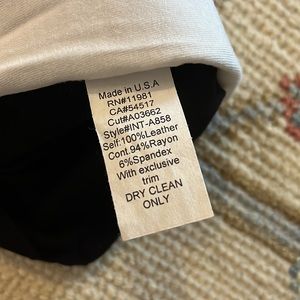 Made in U.S.A
RN#11981
CA#54517
Cut#A03662
Style#INT-A858
Self:100%Leather
Cont.94%Rayon
6%Spandex
With exclusive
trim
DRY CLEAN
ONLY